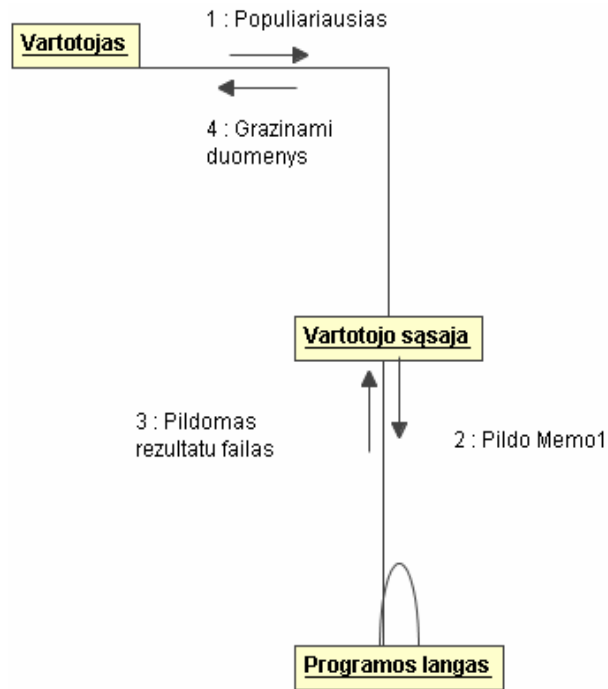 1 : Populiariausias
Vartotojas
4 : Grazinami
duomenys
Vartotojo sąsaja
3 : Pildomas
rezultatu failas
2 : Pildo Memo1
Programos langas